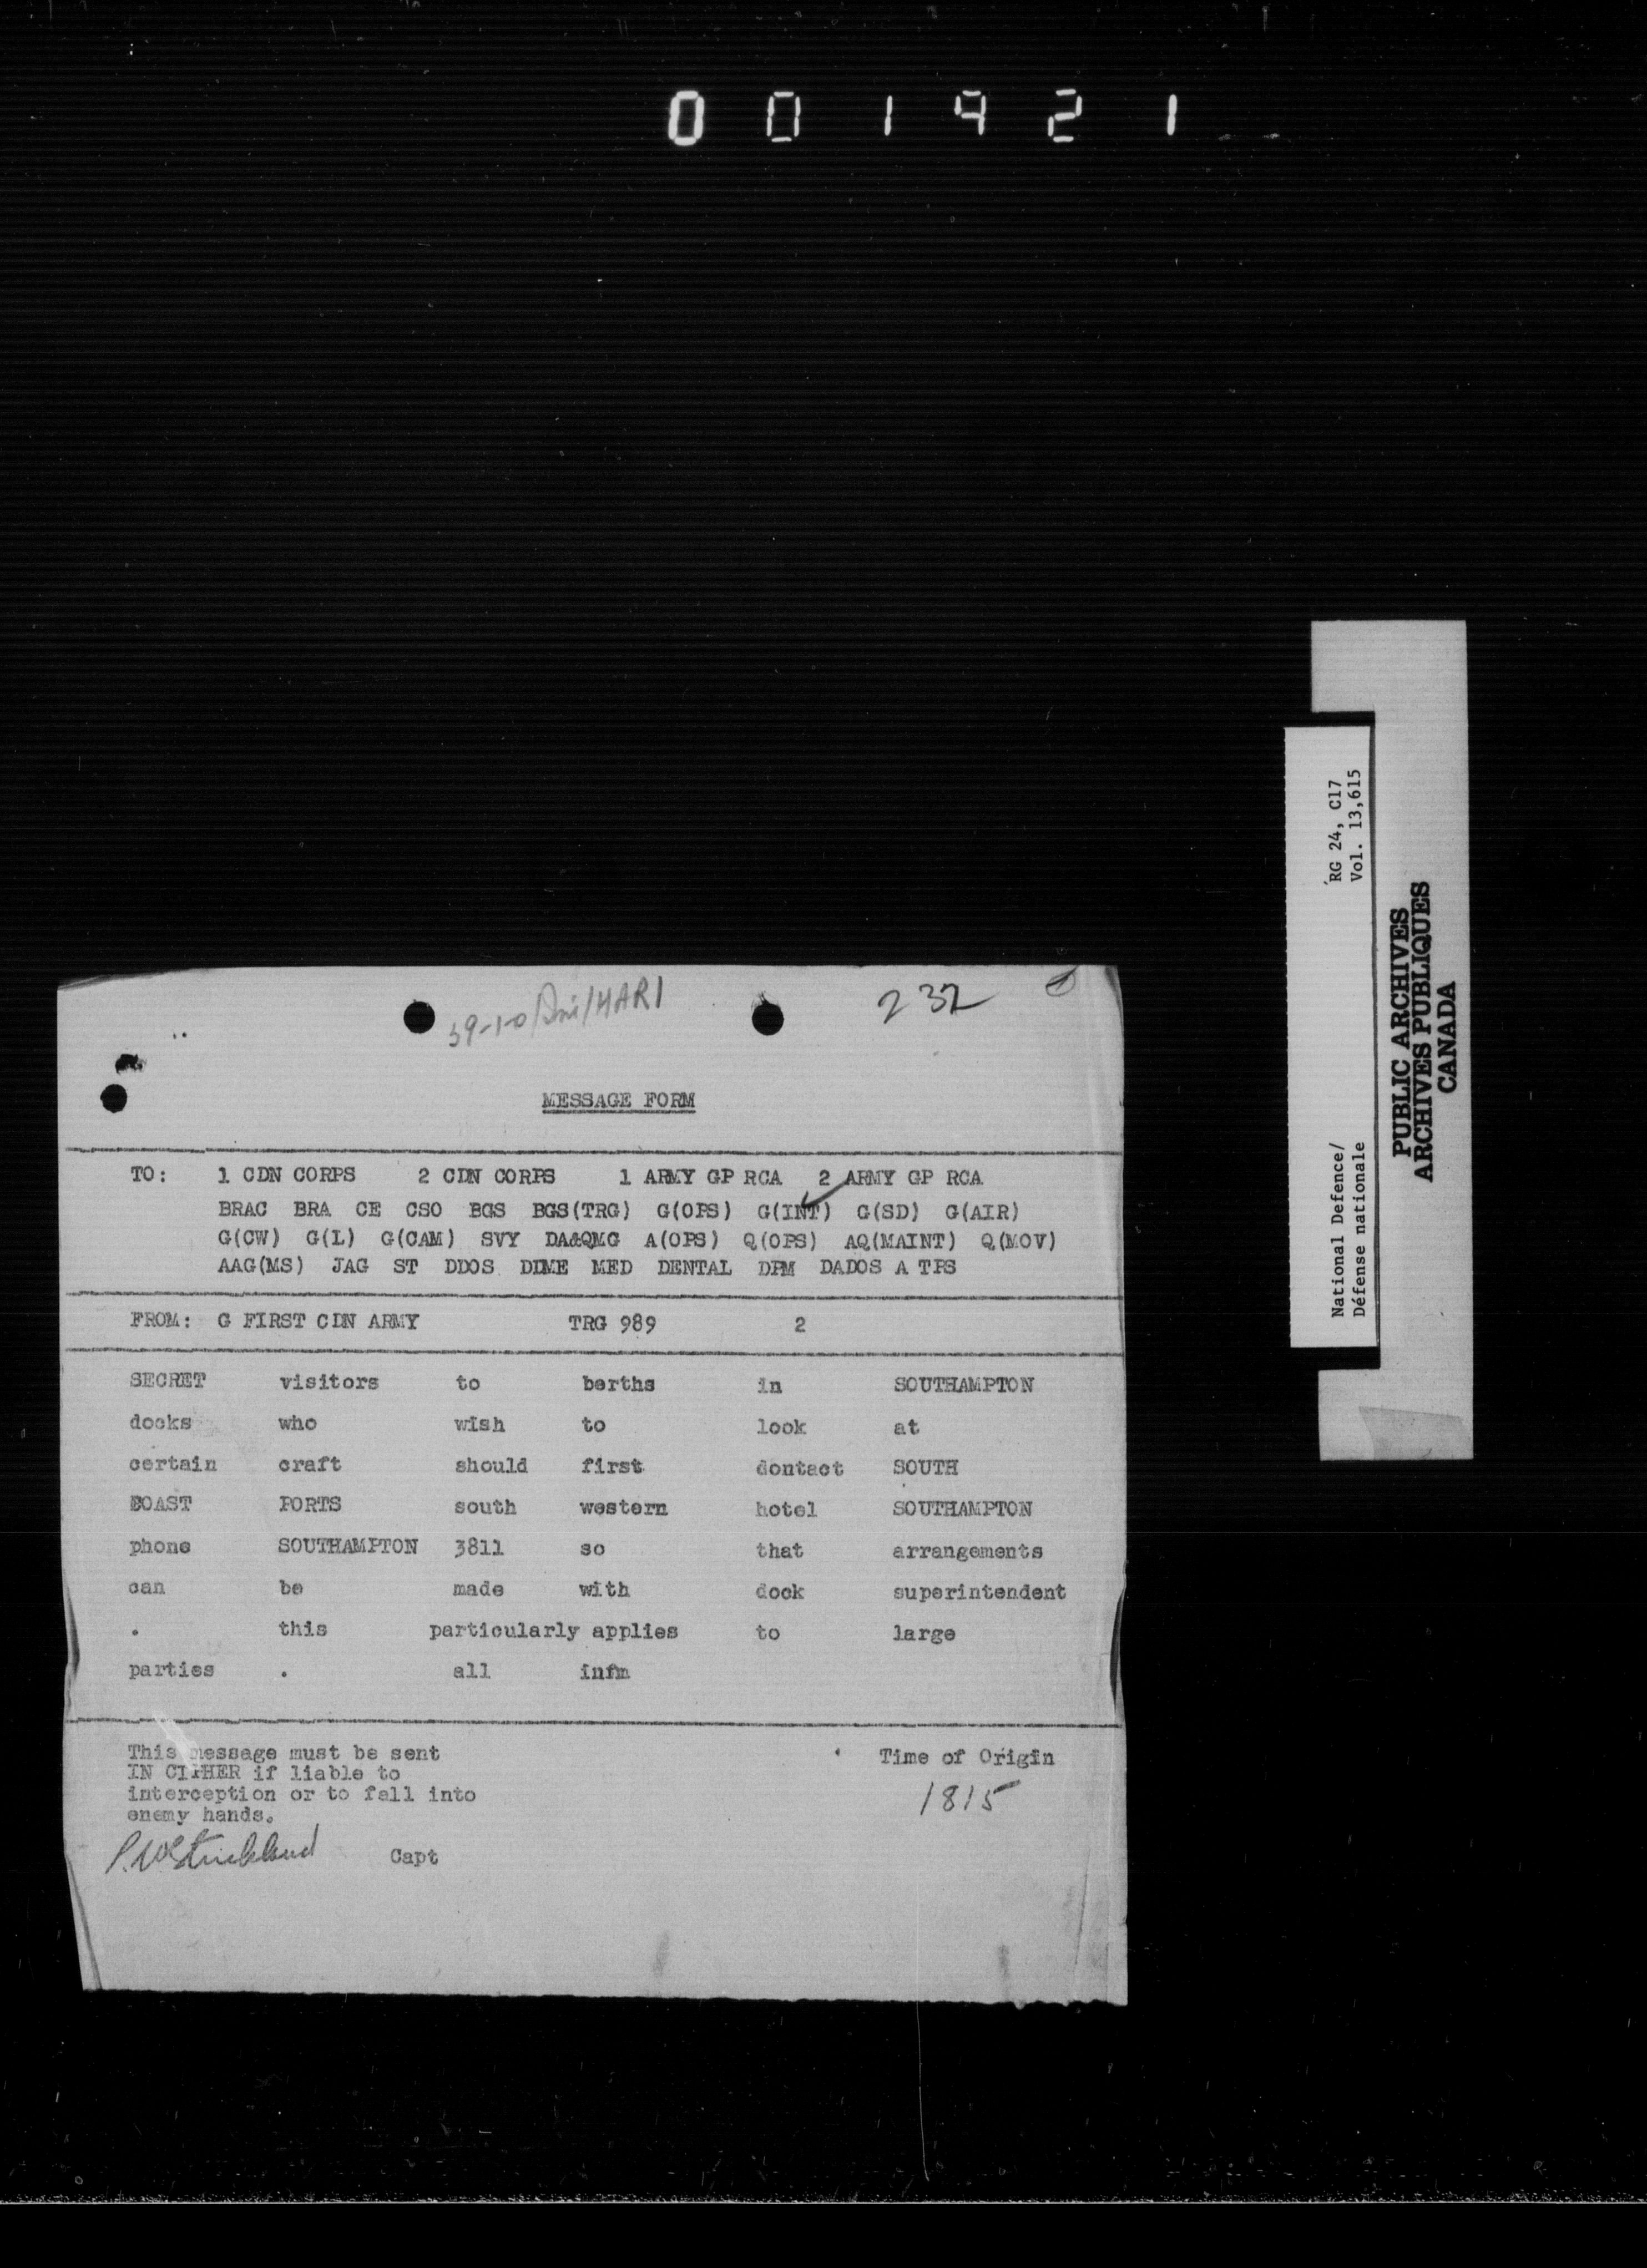 001421
39-1-0/ /HARI
232
MESSAGE FORM
TO: 1 CDN CORPS 2 CDN CORPS 1 ARMY GP RCA 2 ARMY GP RCA
BRAC BRA CE CSO BGS BGS(TRG) G(OPS) G(INT) G(SD) G(AIR)
G(CW) G(L) G(CAM) SVY DA&QMG A(OPS) Q(OPS) AQ(MAINT) Q(MOV)
AAG(MS) JAG ST DDOS DDME MED DENTAL DPM DADOS A TPS
FROM: G FIRST CDN ARMY TRG 989 2
SECRET visitors to berths in SOUTHAMPTON
docks who wish to look at
certain craft should first dontact SOUTH
EOAST PORTS south western hotel SOUTHAMPTON
phone SOUTHAMPTON 3811 so that arrangements
can be made with dock superintendent
. this particularly applies to large
parties . all infm
This message must be sent
IN CIPHER if liable to
interception or to fall into
enemy hands.
Time of Origin
1815
P.W. Strickland Capt
RG 24, C17
Vol. 13,615
National Defence/
Défense nationale
PUBLIC ARCHIVES
ARCHIVES PUBLIQUES
CANADA